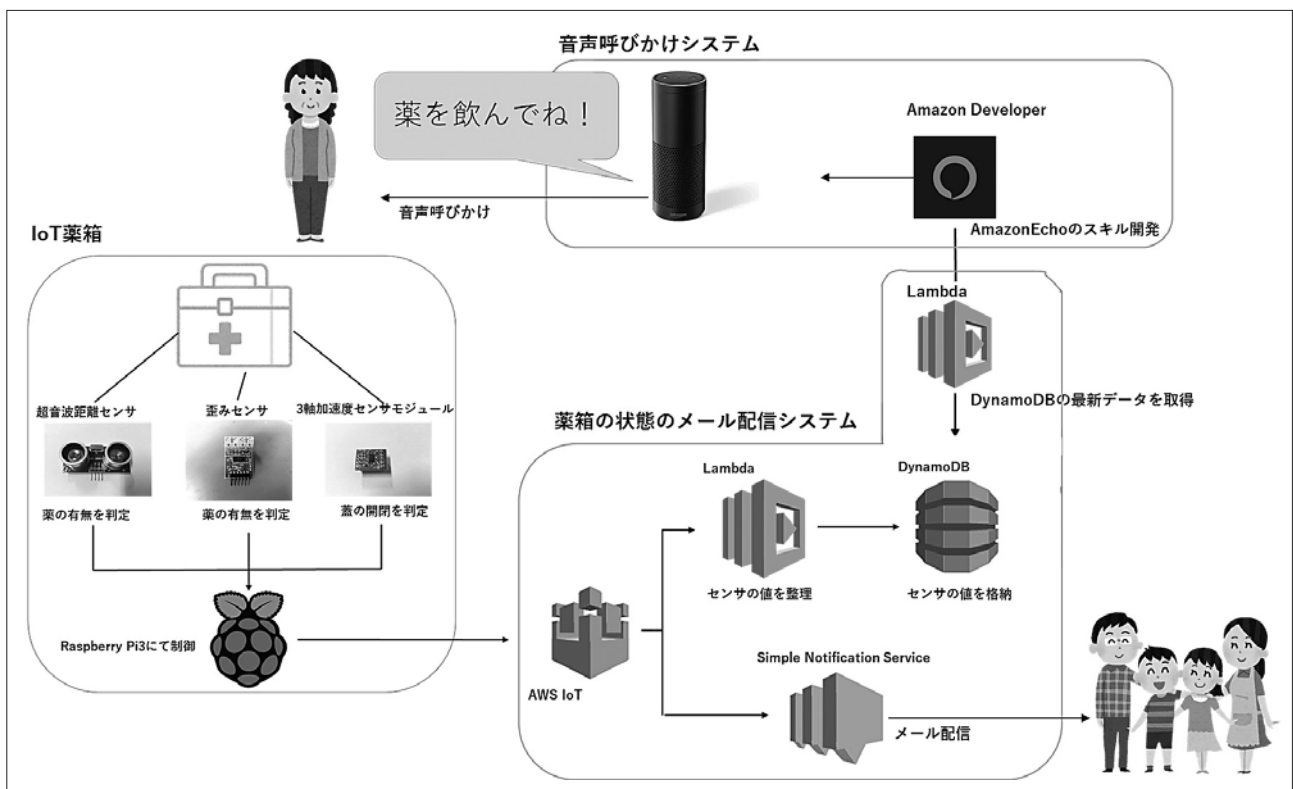 音声呼びかけシステム
薬を飲んでね！
Amazon Developer
音声呼びかけ
AmazonEchoのスキル開発
IoT薬箱
超音波距離センサ
歪みセンサ
3軸加速度センサモジュール
薬の有無を判定
薬の有無を判定
蓋の開閉を判定
Raspberry Pi3にて制御
Lambda
DynamoDBの最新データを取得
薬箱の状態のメール配信システム
Lambda
DynamoDB
センサの値を整理
センサの値を格納
AWS IoT
Simple Notification Service
メール配信